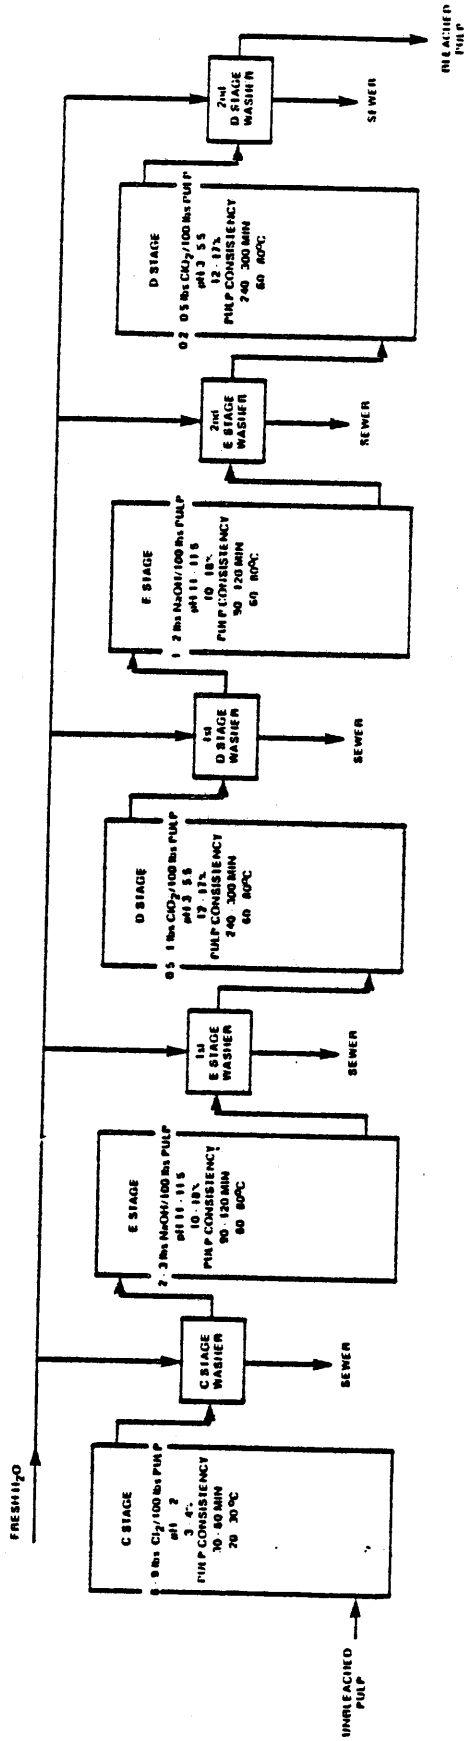 FRESH H₂O
UNBLEACHED
PULP
C STAGE
9 lbs Cl₂/100 lbs PULP
pH 2
3 - 4%
PULP CONSISTENCY
30 - 60 MIN
20 30°C
C STAGE
WASHER
SEWER
E STAGE
2 - 3 lbs NaOH/100 lbs PULP
pH 11 - 11.5
10 - 18%
PULP CONSISTENCY
90 - 120 MIN
60 80°C
1st
E STAGE
WASHER
SEWER
D STAGE
0.5 1 lbs ClO₂/100 lbs PULP
pH 3 5.5
12 - 17%
PULP CONSISTENCY
240 300 MIN
60 80°C
1st
D STAGE
WASHER
SEWER
E STAGE
1 2 lbs NaOH/100 lbs PULP
pH 11 - 11.5
10 18%
PULP CONSISTENCY
90 - 120 MIN
60 80°C
2nd
E STAGE
WASHER
SEWER
D STAGE
0.2 0.5 lbs ClO₂/100 lbs PULP
pH 3 5.5
12 - 17%
PULP CONSISTENCY
240 300 MIN
60 80°C
2nd
D STAGE
WASHER
SEWER
BLEACHED
PULP